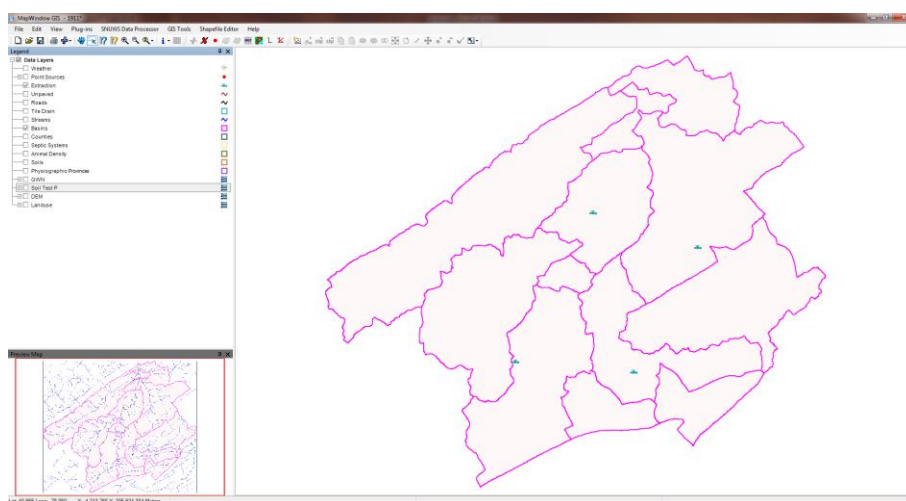 MapWindow GIS - 1911*
File Edit View Plug-ins SNUWIS Data Processor GIS Tools Shapefile Editor Help
Legend
Data Layers
Weather
Point Sources
Extraction
Unpaved
Roads
Tile Drain
Streams
Basins
Counties
Septic Systems
Animal Density
Soils
Physiographic Provinces
GWN
Soil Test P
DEM
Landuse
Preview Map